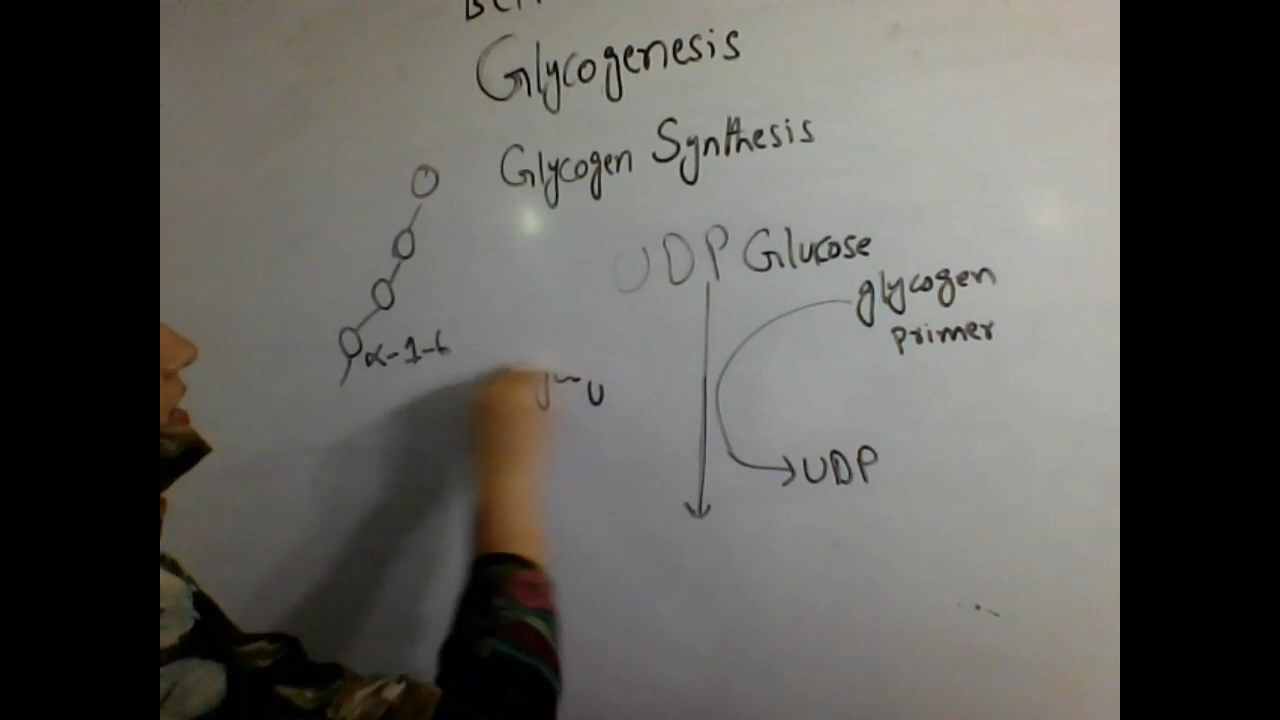 Glycogenesis
Glycogen Synthesis
UDP Glucose
glycogen
primer
α-1-6
UDP